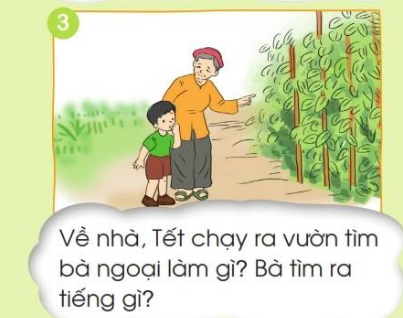 3
Về nhà, Tết chạy ra vườn tìm
bà ngoại làm gì? Bà tìm ra
tiếng gì?